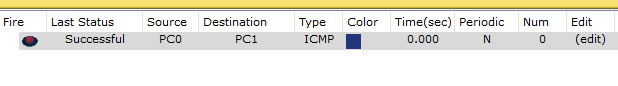 Fire Last Status Source Destination Type Color Time(sec) Periodic Num Edit
Successful PC0 PC1 ICMP 0.000 N 0 (edit)